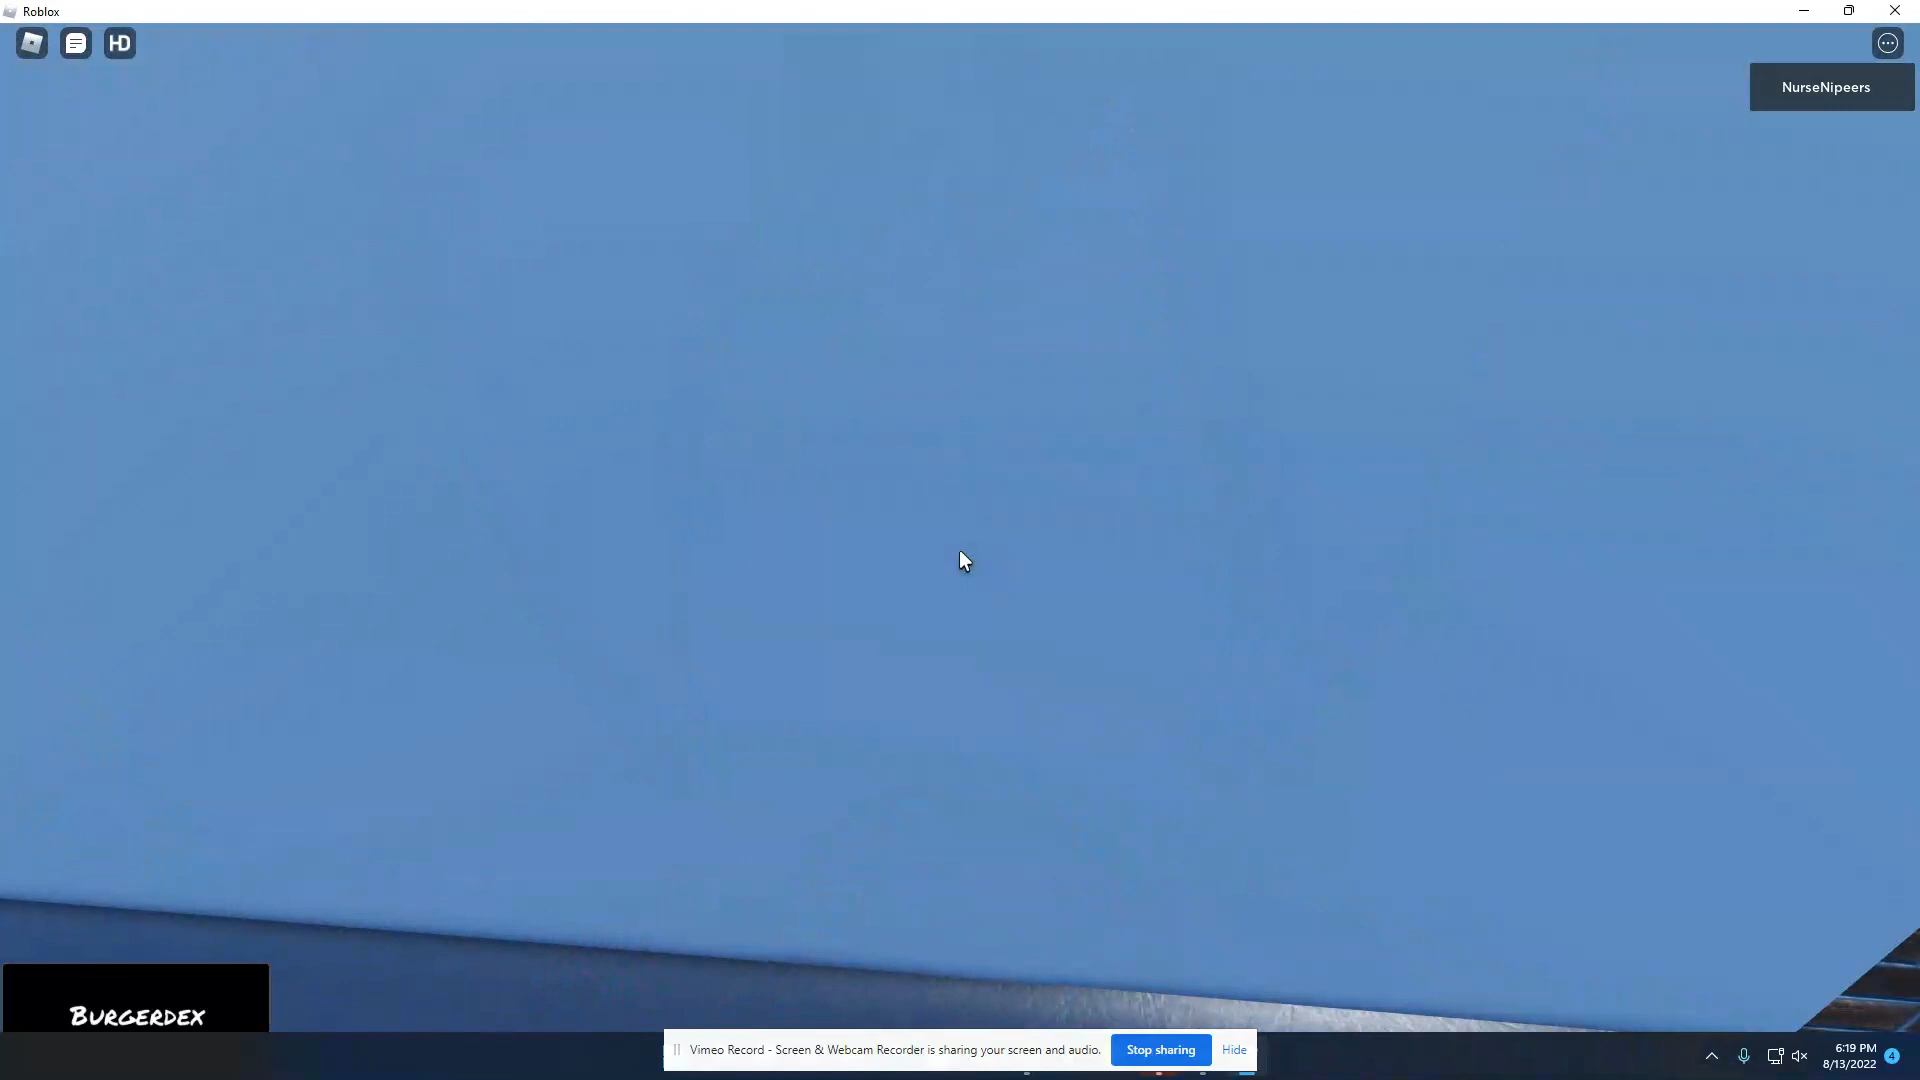 Roblox
HD
NurseNipeers
BURGERDEX
Vimeo Record - Screen & Webcam Recorder is sharing your screen and audio.
Stop sharing
Hide
6:19 PM
8/13/2022
4